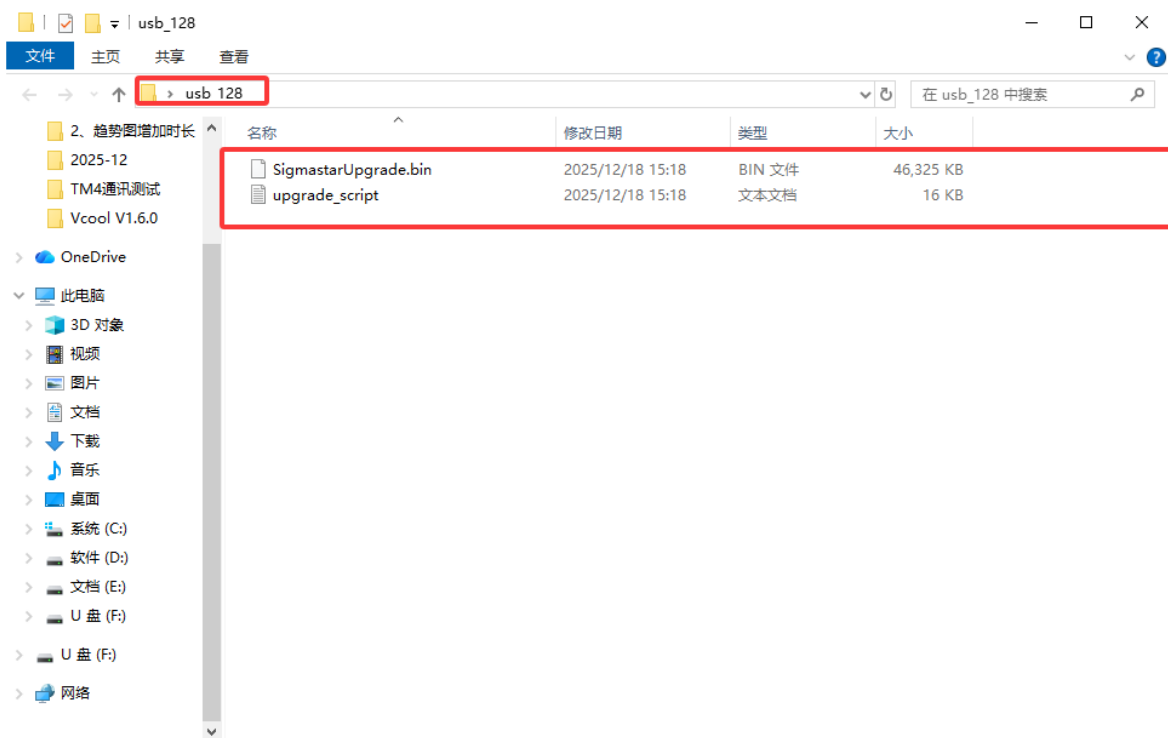 usb_128
文件 主页 共享 查看
usb_128 在 usb_128 中搜索
2、趋势图增加时长
2025-12
TM4通讯测试
Vcool V1.6.0
OneDrive
此电脑
3D 对象
视频
图片
文档
下载
音乐
桌面
系统 (C:)
软件 (D:)
文档 (E:)
U 盘 (F:)
U 盘 (F:)
网络
名称 修改日期 类型 大小
SigmastarUpgrade.bin 2025/12/18 15:18 BIN 文件 46,325 KB
upgrade_script 2025/12/18 15:18 文本文档 16 KB